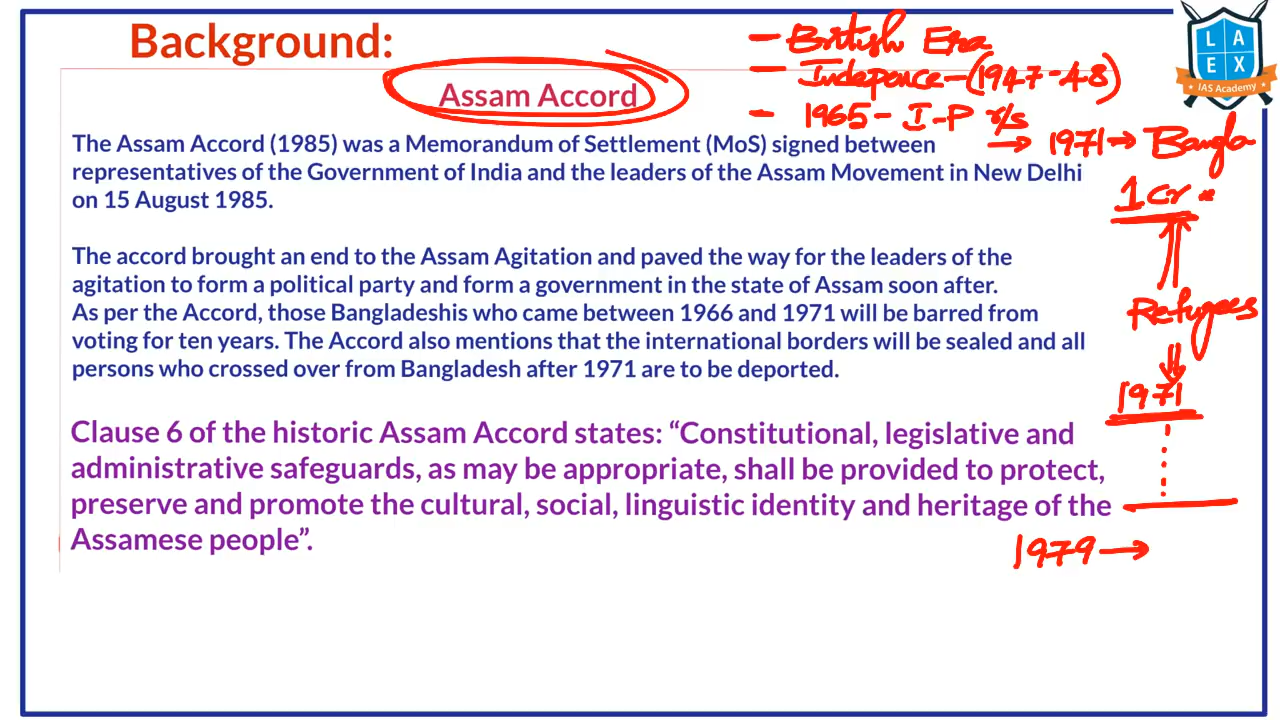 Background:
Assam Accord
The Assam Accord (1985) was a Memorandum of Settlement (MoS) signed between
representatives of the Government of India and the leaders of the Assam Movement in New Delhi
on 15 August 1985.
The accord brought an end to the Assam Agitation and paved the way for the leaders of the
agitation to form a political party and form a government in the state of Assam soon after.
As per the Accord, those Bangladeshis who came between 1966 and 1971 will be barred from
voting for ten years. The Accord also mentions that the international borders will be sealed and all
persons who crossed over from Bangladesh after 1971 are to be deported.
Clause 6 of the historic Assam Accord states: “Constitutional, legislative and
administrative safeguards, as may be appropriate, shall be provided to protect,
preserve and promote the cultural, social, linguistic identity and heritage of the
Assamese people”.
– British Era
– Indepence – (1947-48)
- 1965 - I-P r/s
→ 1971 → Bangla
1 Cr
Refugees
1971
1979 →
L A
E X
IAS Academy